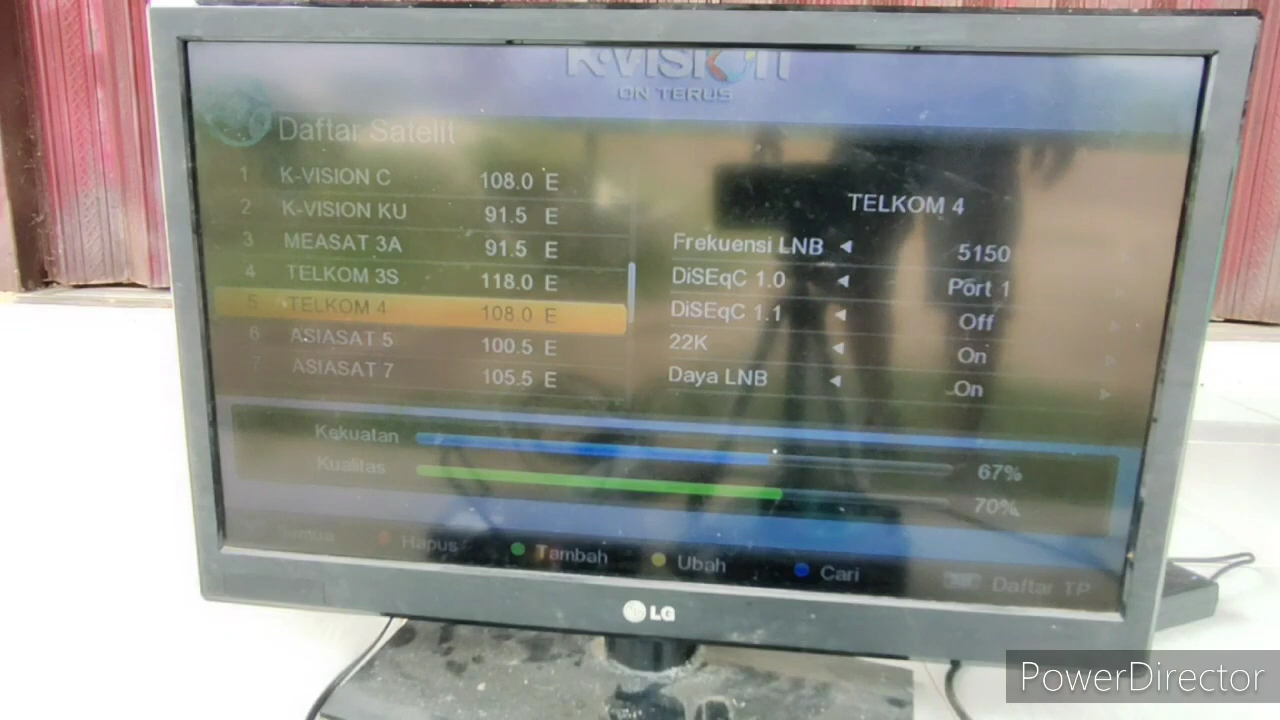 K-VISION
ON TERUS
Daftar Satelit
1 K-VISION C 108.0 E
2 K-VISION KU 91.5 E
3 MEASAT 3A 91.5 E
4 TELKOM 3S 118.0 E
5 TELKOM 4 108.0 E
6 ASIASAT 5 100.5 E
7 ASIASAT 7 105.5 E
TELKOM 4
Frekuensi LNB 5150
DiSEqC 1.0 Port 1
DiSEqC 1.1 Off
22K On
Daya LNB On
Kekuatan 67%
Kualitas 70%
Hapus Tambah Ubah Cari Daftar TP
LG
PowerDirector